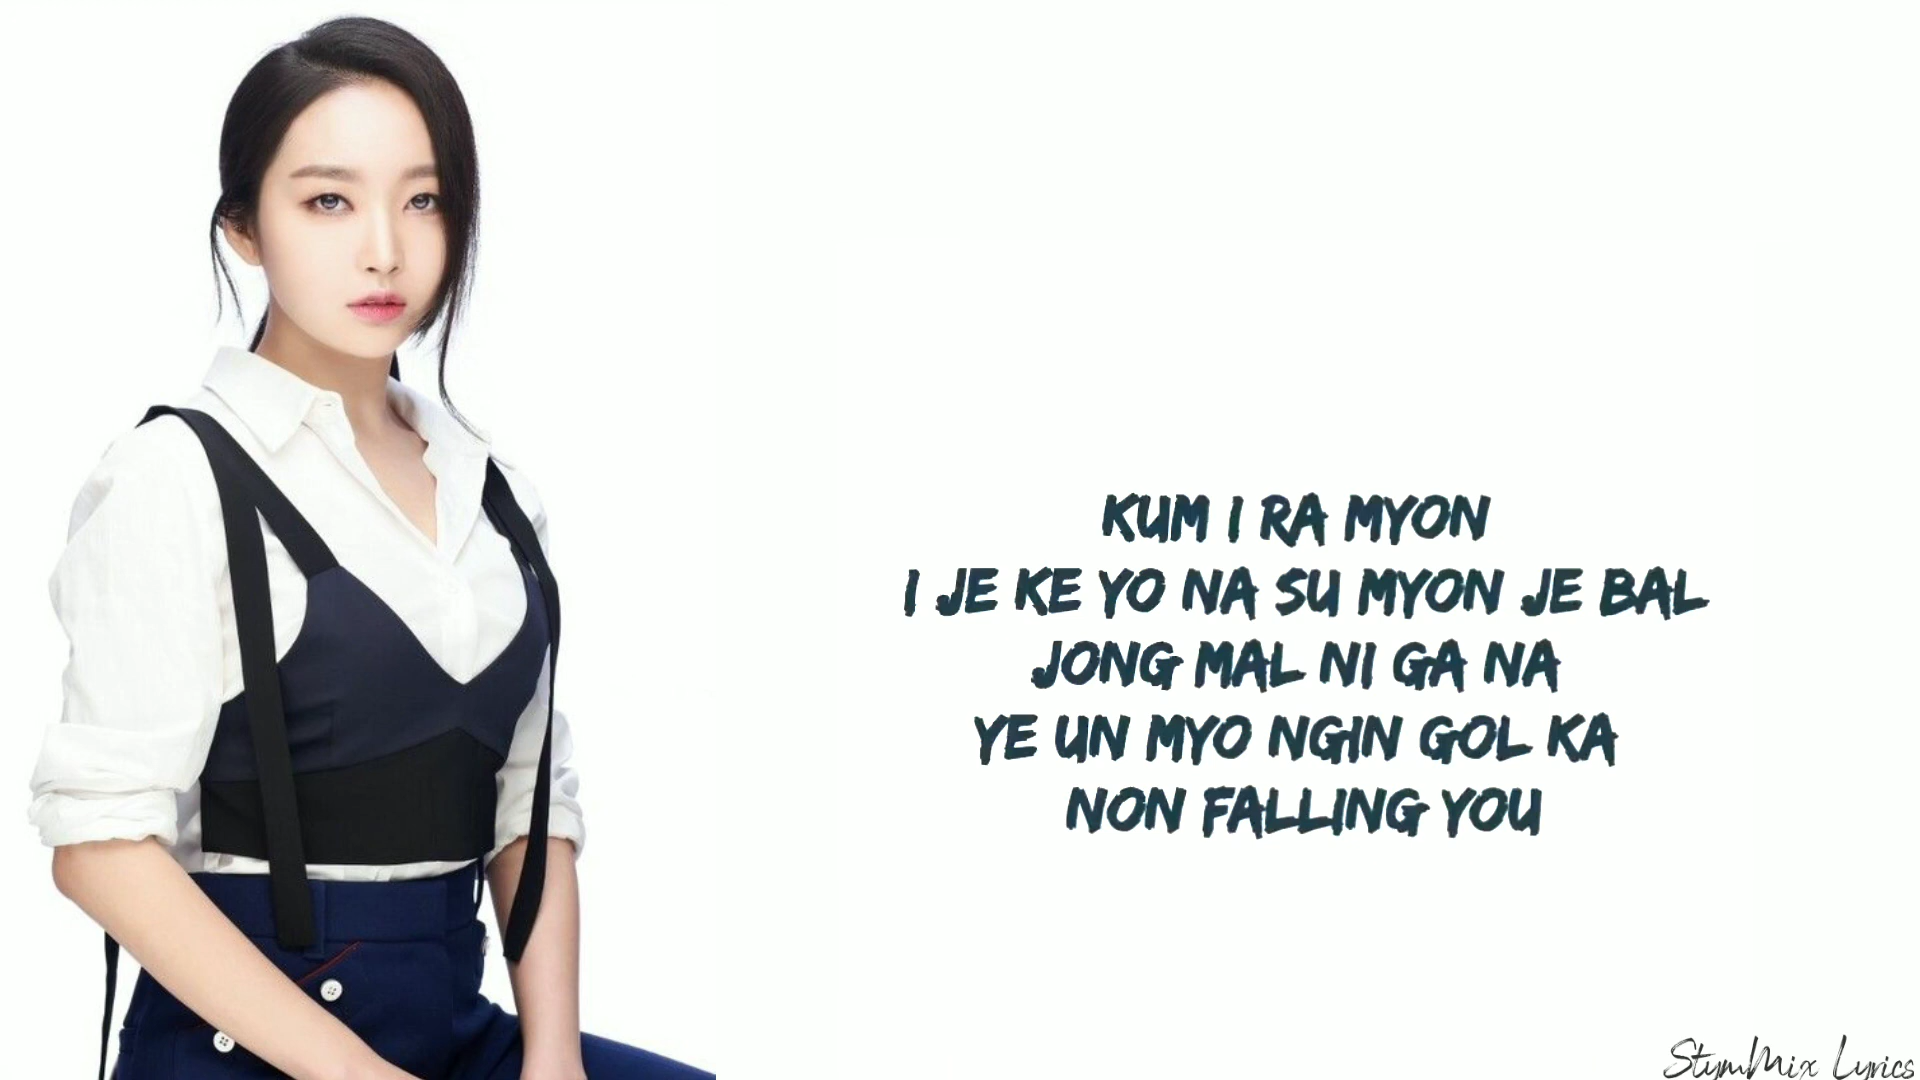 KUM I RA MYON
I JE KE YO NA SU MYON JE BAL
JONG MAL NI GA NA
YE UN MYO NGIN GOL KA
NON FALLING YOU
StymMix Lyrics